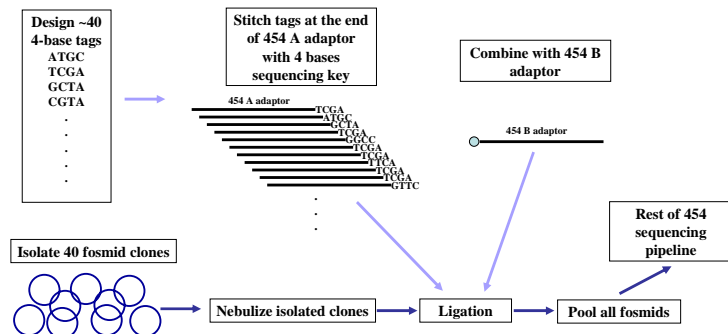 Design ~40
4-base tags
ATGC
TCGA
GCTA
CGTA
.
.
.
.
.
Stitch tags at the end
of 454 A adaptor
with 4 bases
sequencing key
454 A adaptor
TCGA
ATGC
GCTA
TCGA
GGCC
TCGA
TCGA
TTCA
TCGA
TCGA
GTTC
.
.
.
Combine with 454 B
adaptor
454 B adaptor
Rest of 454
sequencing
pipeline
Isolate 40 fosmid clones
Nebulize isolated clones
Ligation
Pool all fosmids